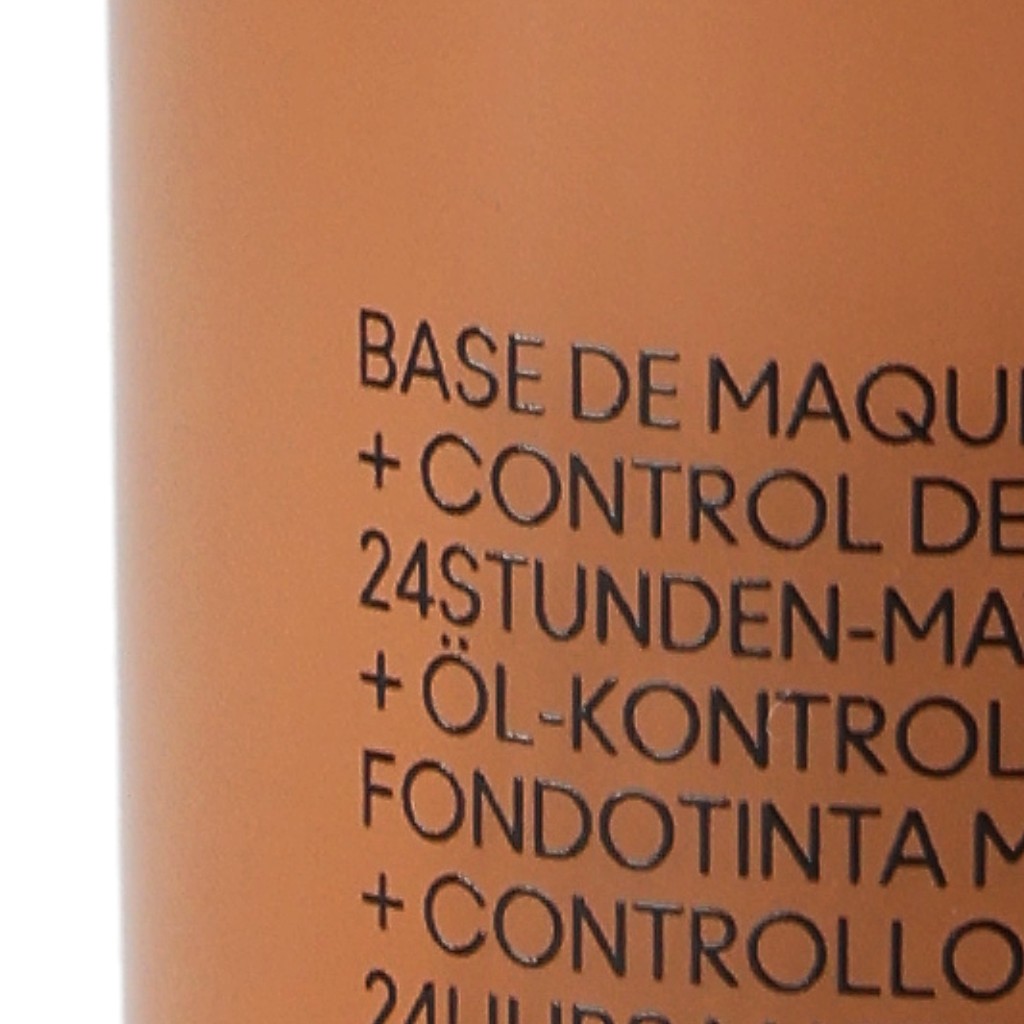 BASE DE MAQU
+ CONTROL DE
24STUNDEN-MA
+ ÖL-KONTROL
FONDOTINTA M
+ CONTROLLO